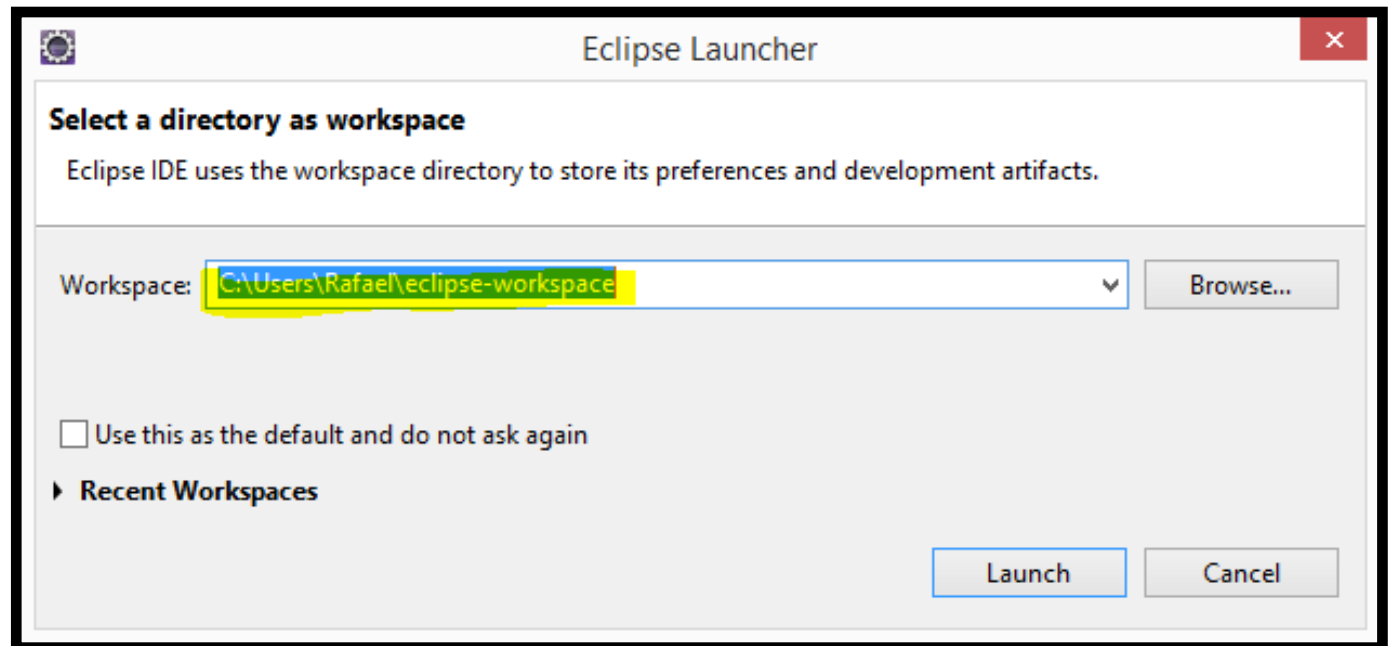 Eclipse Launcher
Select a directory as workspace
Eclipse IDE uses the workspace directory to store its preferences and development artifacts.
Workspace: C:\Users\Rafael\eclipse-workspace Browse...
Use this as the default and do not ask again
Recent Workspaces
Launch Cancel